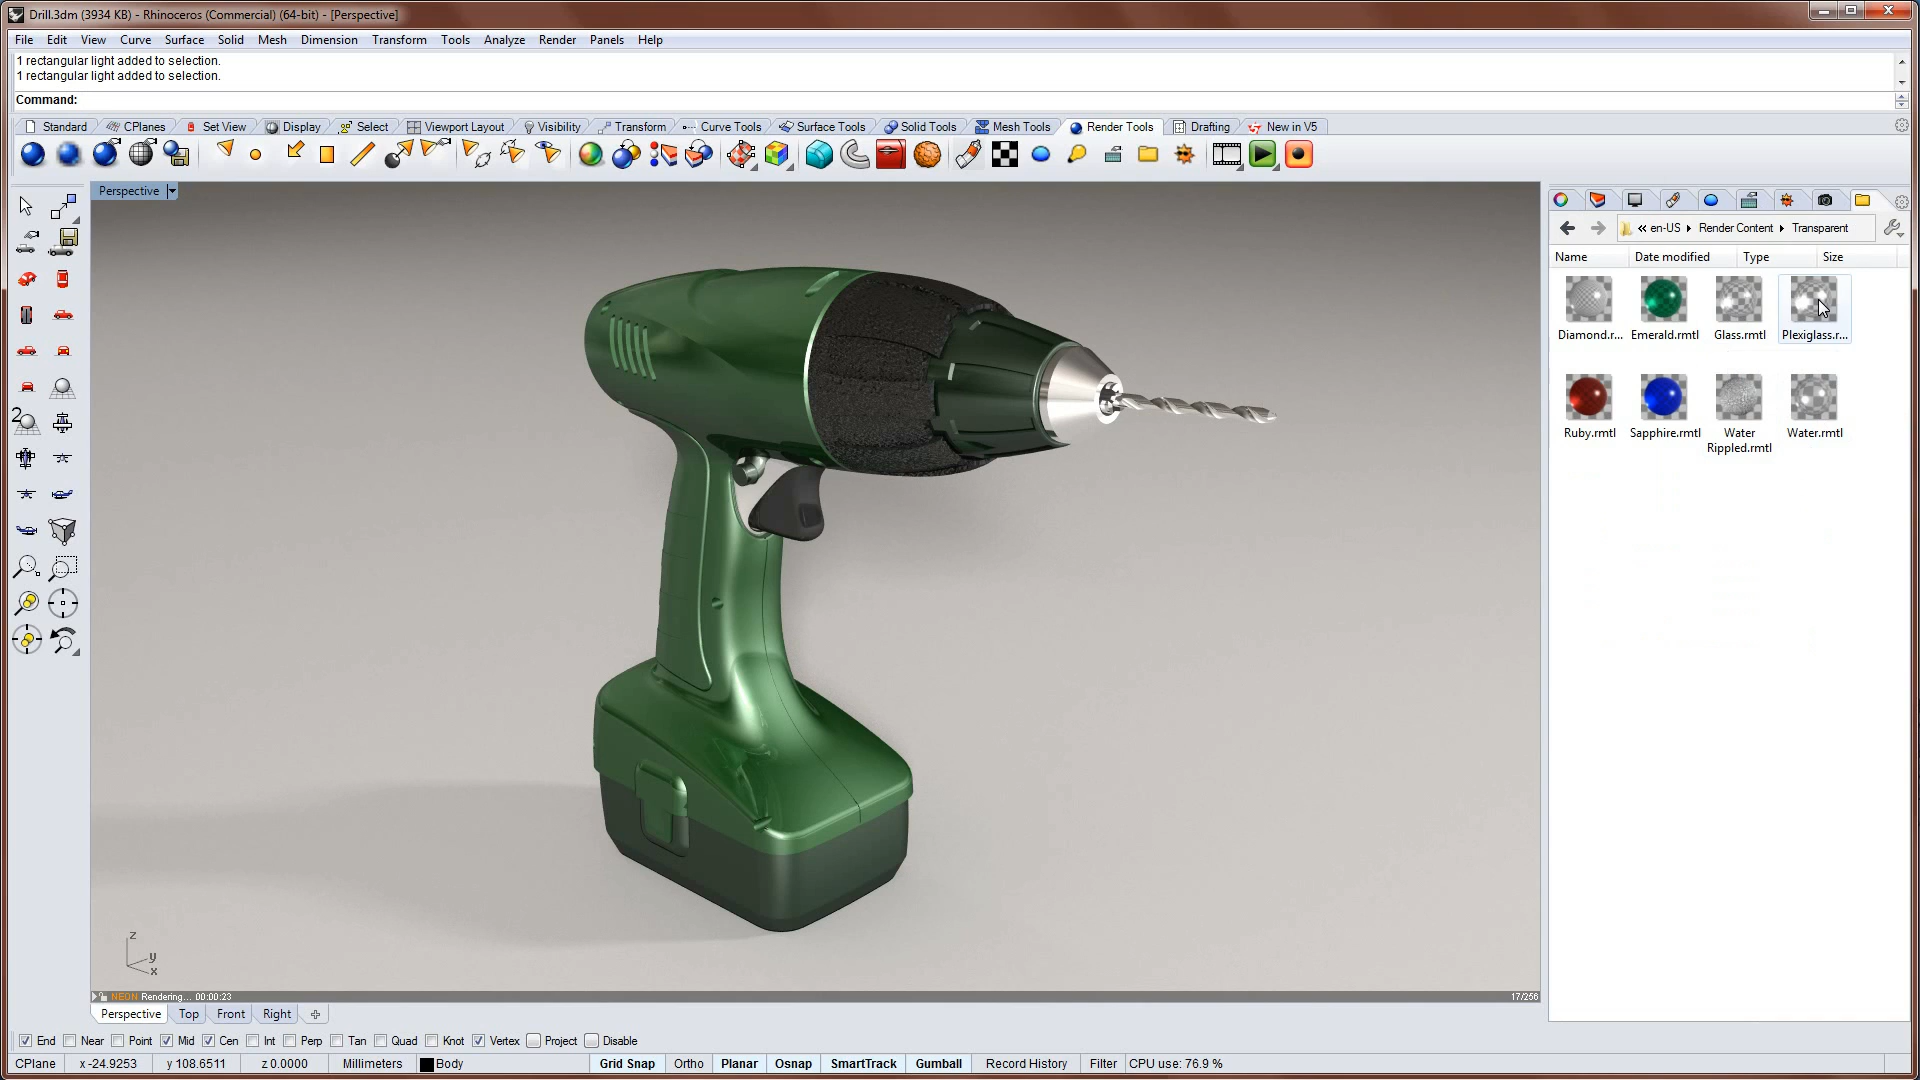 Drill.3dm (3934 KB) - Rhinoceros (Commercial) (64-bit) - [Perspective]
File Edit View Curve Surface Solid Mesh Dimension Transform Tools Analyze Render Panels Help
1 rectangular light added to selection.
1 rectangular light added to selection.
Command:
Standard CPlanes Set View Display Select Viewport Layout Visibility Transform Curve Tools Surface Tools Solid Tools Mesh Tools Render Tools Drafting New in V5
Perspective
« en-US Render Content Transparent
Name Date modified Type Size
Diamond.r... Emerald.rmtl Glass.rmtl Plexiglass.r...
Ruby.rmtl Sapphire.rmtl Water Rippled.rmtl Water.rmtl
2
z
y
x
NEON Rendering... 00:00:23 17/256
Perspective Top Front Right
End Near Point Mid Cen Int Perp Tan Quad Knot Vertex Project Disable
CPlane x -24.9253 y 108.6511 z 0.0000 Millimeters Body Grid Snap Ortho Planar Osnap SmartTrack Gumball Record History Filter CPU use: 76.9 %